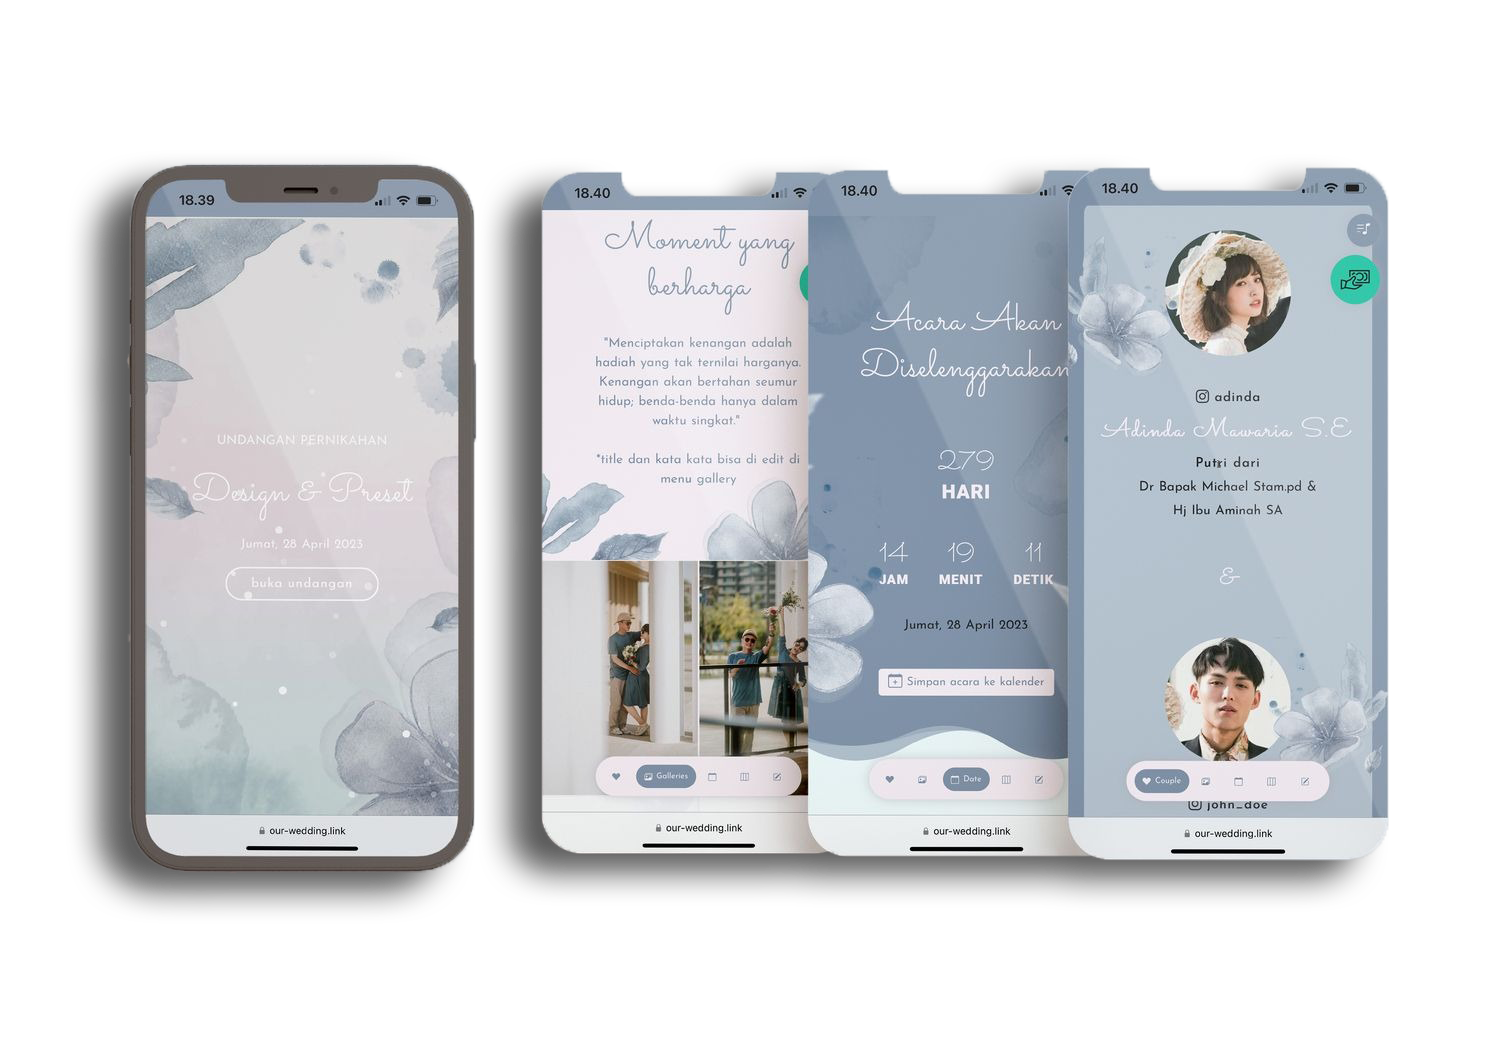 18.39
UNDANGAN PERNIKAHAN
Design & Preset
Jumat, 28 April 2023
buka undangan
our-wedding.link
18.40
Moment yang
berharga
"Menciptakan kenangan adalah
hadiah yang tak ternilai harganya.
Kenangan akan bertahan seumur
hidup; benda-benda hanya dalam
waktu singkat."
"title dan kata kata bisa di edit di
menu gallery
Galleries
our-wedding.link
18.40
Acara Akan
Diselenggarakan
279
HARI
14 19 11
JAM MENIT DETIK
Jumat, 28 April 2023
Simpan acara ke kalender
Date
our-wedding.link
18.40
adinda
Adinda Mawaria S.E
Putri dari
Dr Bapak Michael Stam.pd &
Hj Ibu Aminah SA
&
Couple
john_doe
our-wedding.link